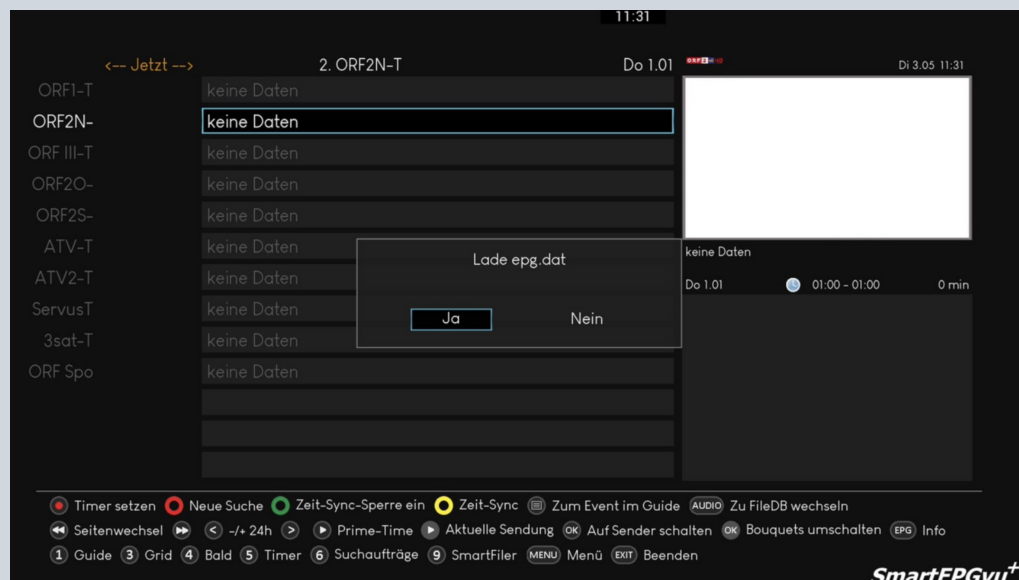 11:31
<-- Jetzt --> 2. ORF2N-T Do 1.01 Di 3.05 11:31
ORF1-T keine Daten
ORF2N- keine Daten
ORF III-T keine Daten
ORF2O- keine Daten
ORF2S- keine Daten
ATV-T keine Daten
keine Daten
Lade epg.dat
ATV2-T keine Daten
Do 1.01 01:00 - 01:00 0 min
ServusT keine Daten
Ja Nein
3sat-T keine Daten
ORF Spo keine Daten
Timer setzen Neue Suche Zeit-Sync-Sperre ein Zeit-Sync Zum Event im Guide AUDIO Zu FileDB wechseln
Seitenwechsel < -/+ 24h > Prime-Time Aktuelle Sendung OK Auf Sender schalten OK Bouquets umschalten EPG Info
1 Guide 3 Grid 4 Bald 5 Timer 6 Suchaufträge 9 SmartFiler MENU Menü EXIT Beenden
SmartEPGyu+